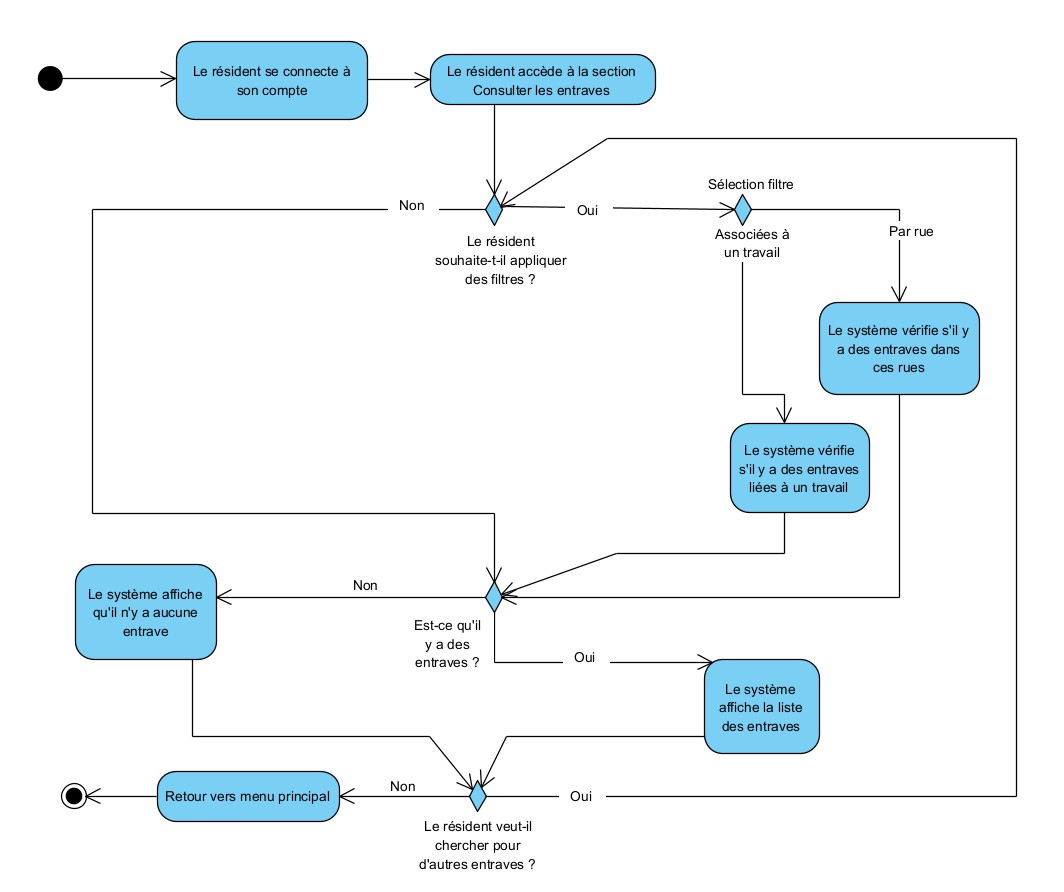 Le résident se connecte à
son compte
Le résident accède à la section
Consulter les entraves
Sélection filtre
Non
Oui
Associées à
un travail
Par rue
Le résident
souhaite-t-il appliquer
des filtres ?
Le système vérifie s'il y
a des entraves dans
ces rues
Le système vérifie
s'il y a des entraves
liées à un travail
Le système affiche
qu'il n'y a aucune
entrave
Non
Est-ce qu'il
y a des
entraves ?
Oui
Le système
affiche la liste
des entraves
Retour vers menu principal
Non
Oui
Le résident veut-il
chercher pour
d'autres entraves ?